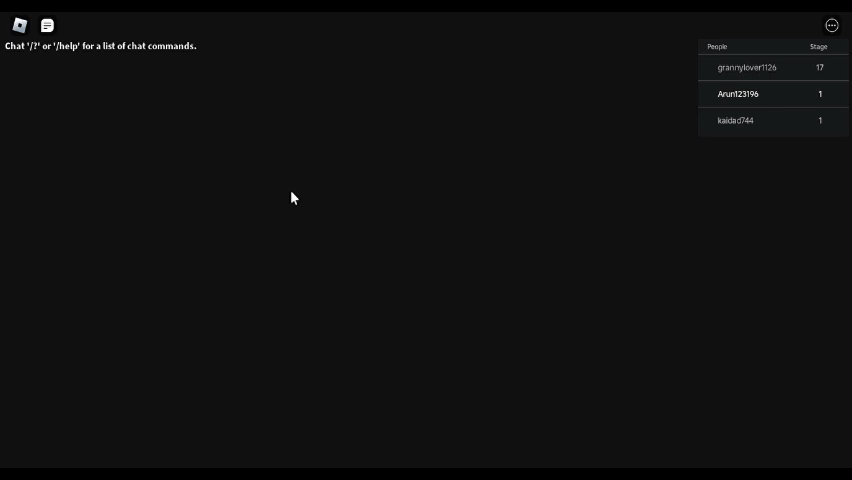 Chat '/?' or '/help' for a list of chat commands.
People Stage
grannylover1126 17
Arun123196 1
kaidad744 1